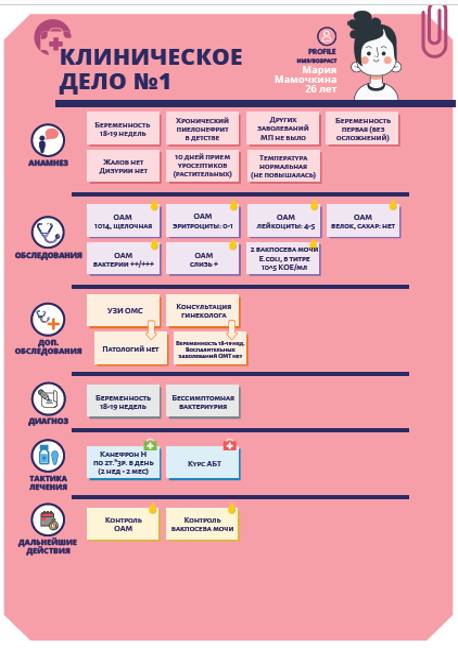 КЛИНИЧЕСКОЕ
ДЕЛО №1
PROFILE
ИМЯ/ВОЗРАСТ
Мария
Мамочкина
26 лет
АНАМНЕЗ
Беременность
18-19 недель
Хронический
пиелонефрит
в детстве
Других
заболеваний
МП не было
Беременность
первая (без
осложнений)
Жалоб нет
Дизурии нет
10 дней прием
уросептиков
(растительных)
Температура
нормальная
(не повышалась)
ОБСЛЕДОВАНИЯ
ОАМ
1014, щелочная
ОАМ
эритроциты: 0-1
ОАМ
лейкоциты: 4-5
ОАМ
белок, сахар: нет
ОАМ
бактерии ++/+++
ОАМ
слизь +
2 бакпосева мочи
E.coli, в титре
10^5 КОЕ/мл
ДОП.
ОБСЛЕДОВАНИЯ
УЗИ ОМС
Консультация
гинеколога
Патологий нет
Беременность 18-19 нед.
Воспалительных
заболеваний ОМТ нет
ДИАГНОЗ
Беременность
18-19 недель
Бессимптомная
бактериурия
ТАКТИКА
ЛЕЧЕНИЯ
Канефрон Н
по 2т.*3р. в день
(2 нед - 2 мес)
Курс АБТ
ДАЛЬНЕЙШИЕ
ДЕЙСТВИЯ
Контроль
ОАМ
Контроль
бакпосева мочи